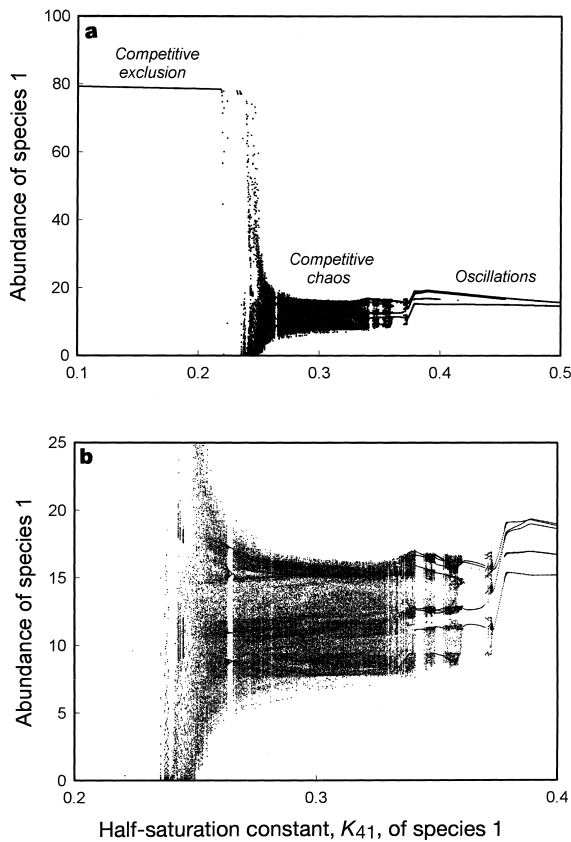 100
a
Competitive
exclusion
80
60
Abundance of species 1
40
Competitive
chaos
Oscillations
20
0
0.1 0.2 0.3 0.4 0.5
25
b
20
15
Abundance of species 1
10
5
0
0.2 0.3 0.4
Half-saturation constant, K41, of species 1